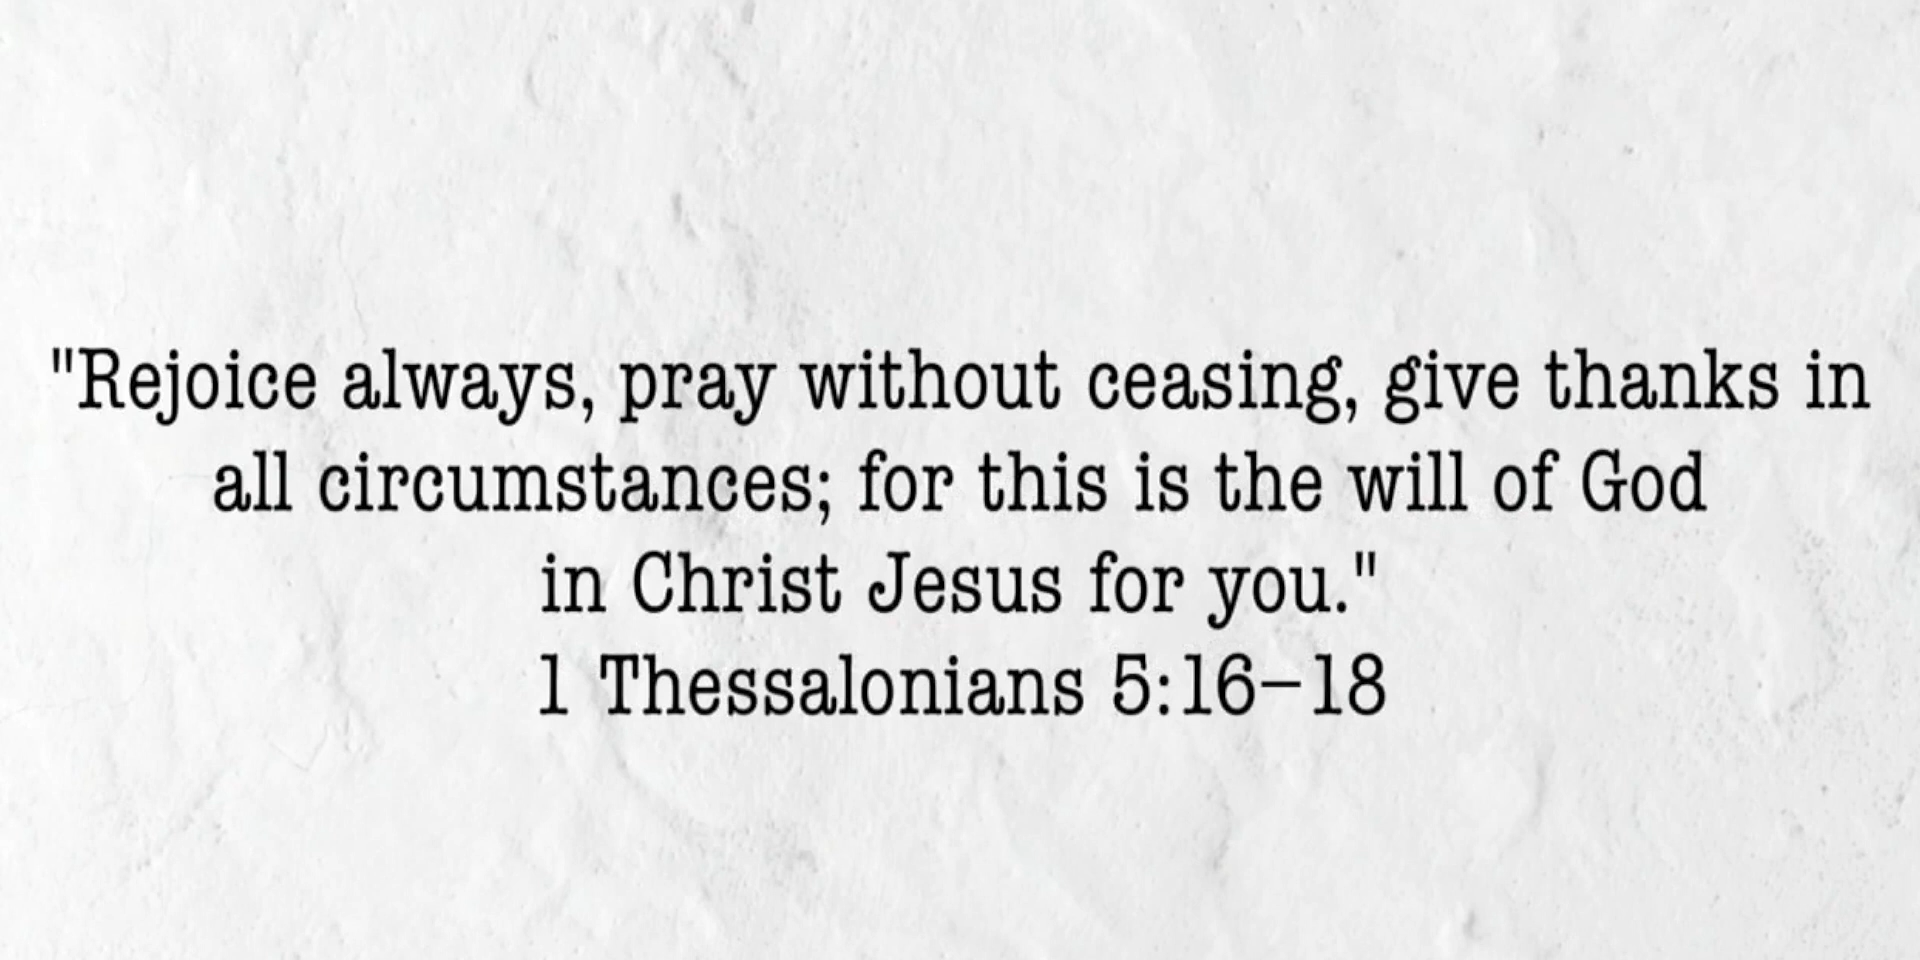 "Rejoice always, pray without ceasing, give thanks in
all circumstances; for this is the will of God
in Christ Jesus for you."
1 Thessalonians 5:16–18